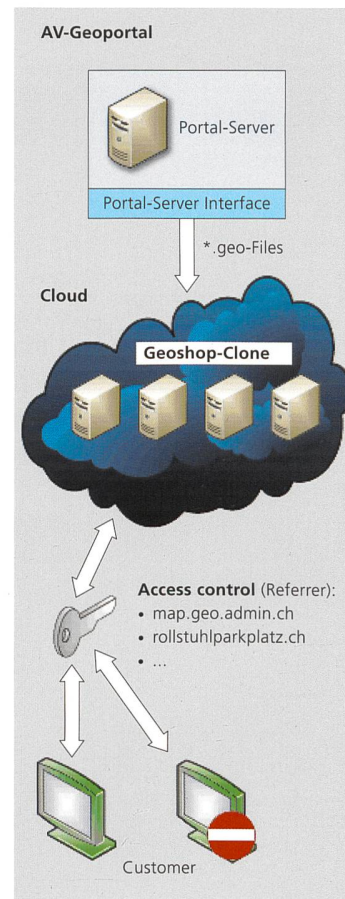 AV-Geoportal
Portal-Server
Portal-Server Interface
*.geo-Files
Cloud
Geoshop-Clone
Access control (Referrer):
• map.geo.admin.ch
• rollstuhlparkplatz.ch
• ...
Customer